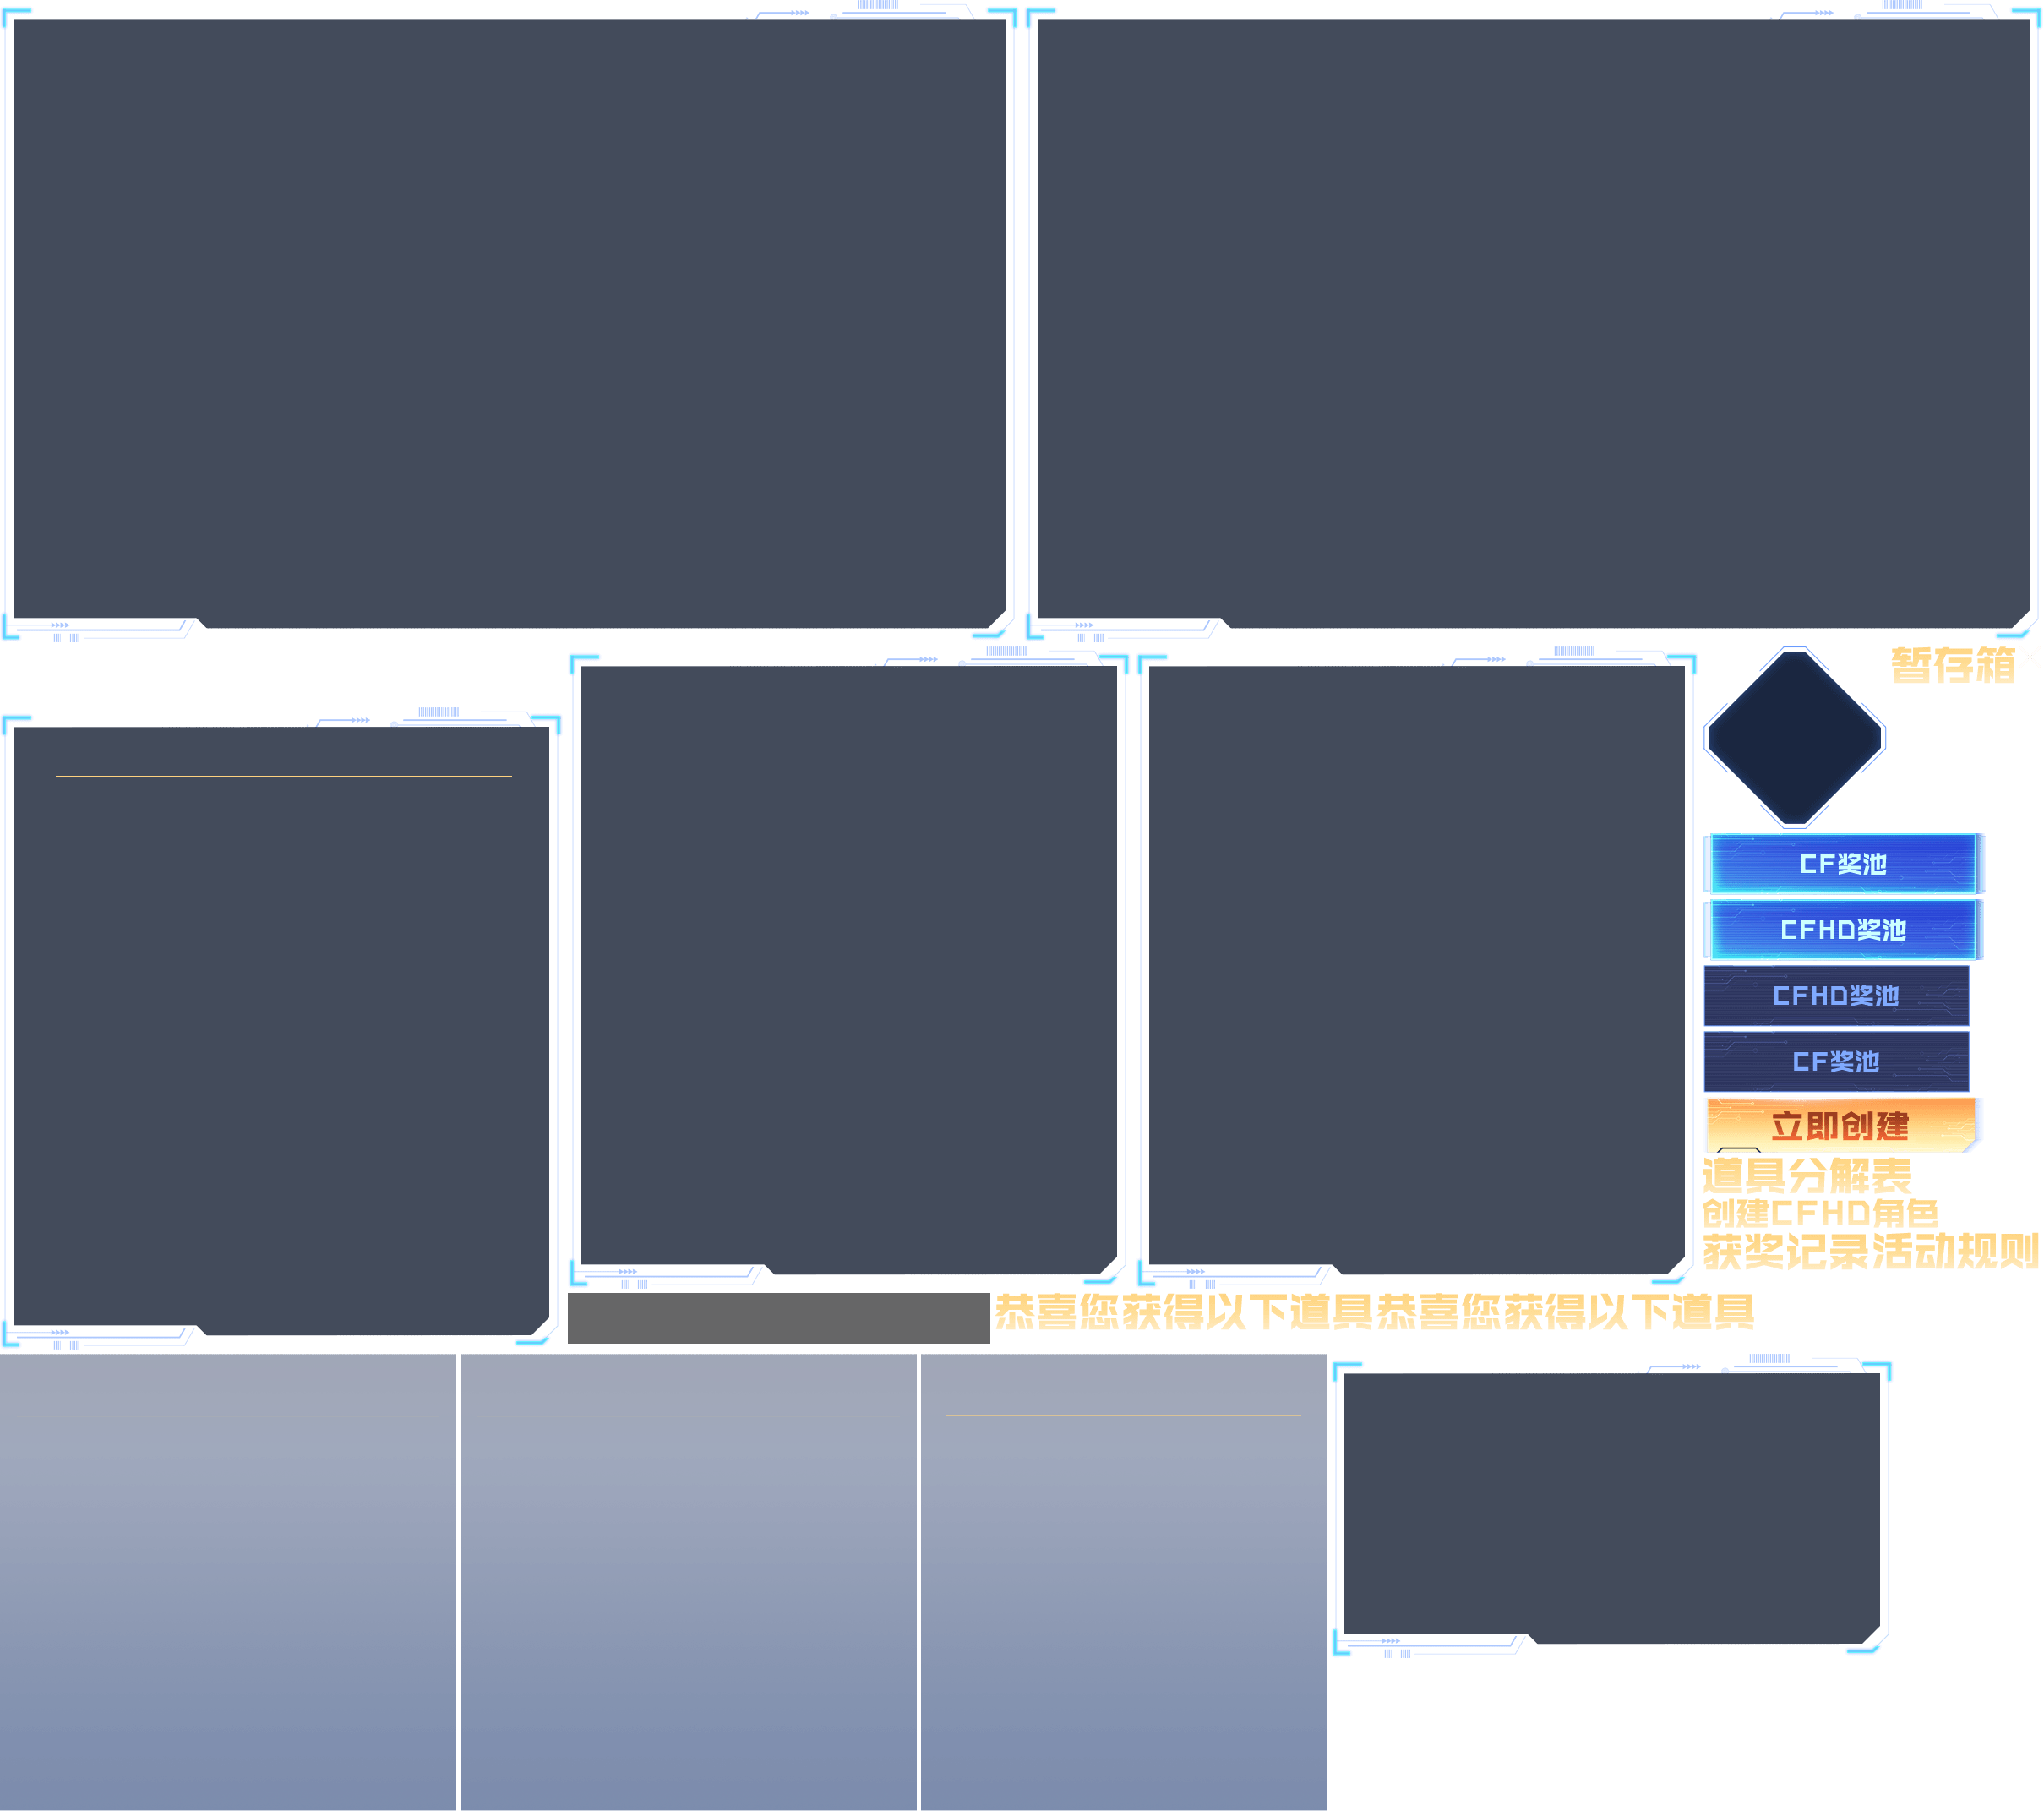 暂存箱
CF奖池
CFHD奖池
CFHD奖池
CF奖池
立即创建
道具分解表
创建CFHD角色
获奖记录活动规则
恭喜您获得以下道具恭喜您获得以下道具